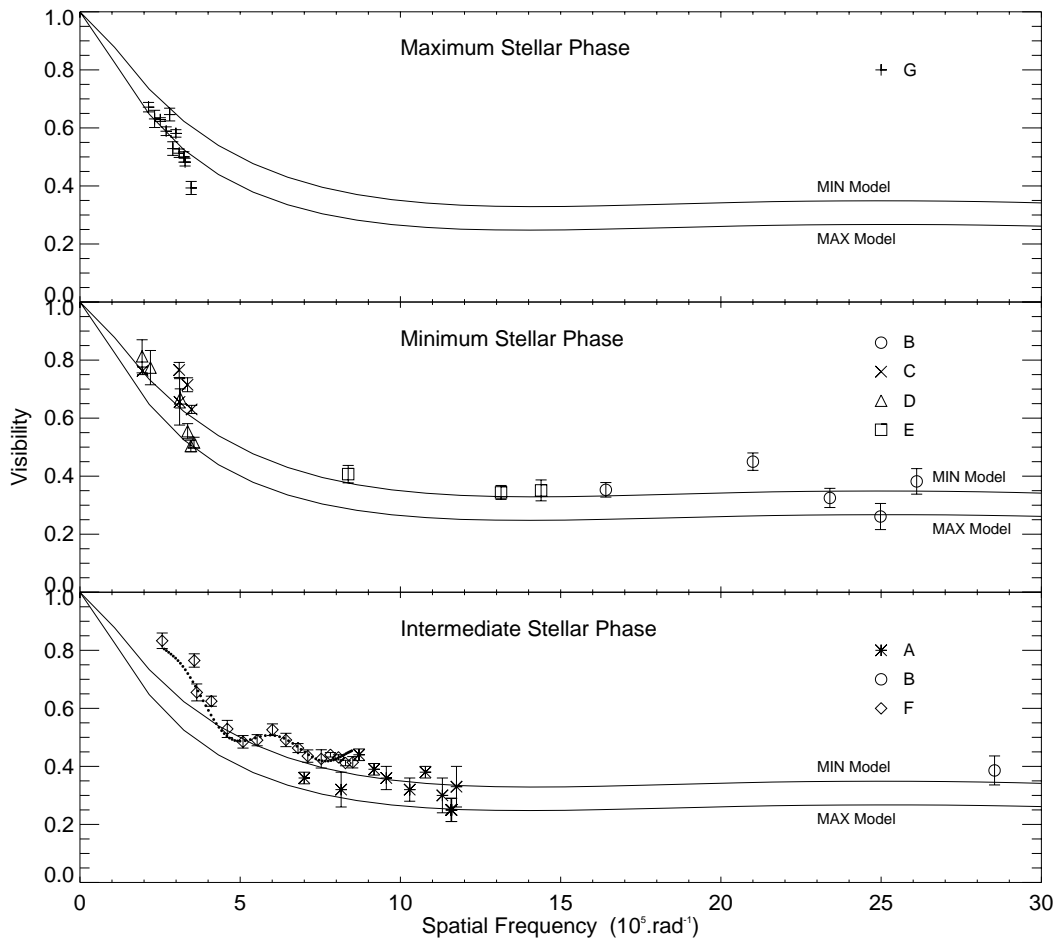 1.0
Maximum Stellar Phase
G
0.8
0.6
0.4
MIN Model
MAX Model
0.2
0.0
1.0
Minimum Stellar Phase
B
C
D
E
0.8
0.6
0.4
MIN Model
MAX Model
0.2
0.0
Visibility
1.0
Intermediate Stellar Phase
A
B
F
0.8
0.6
0.4
MIN Model
MAX Model
0.2
0.0
0 5 10 15 20 25 30
Spatial Frequency (10⁵.rad⁻¹)